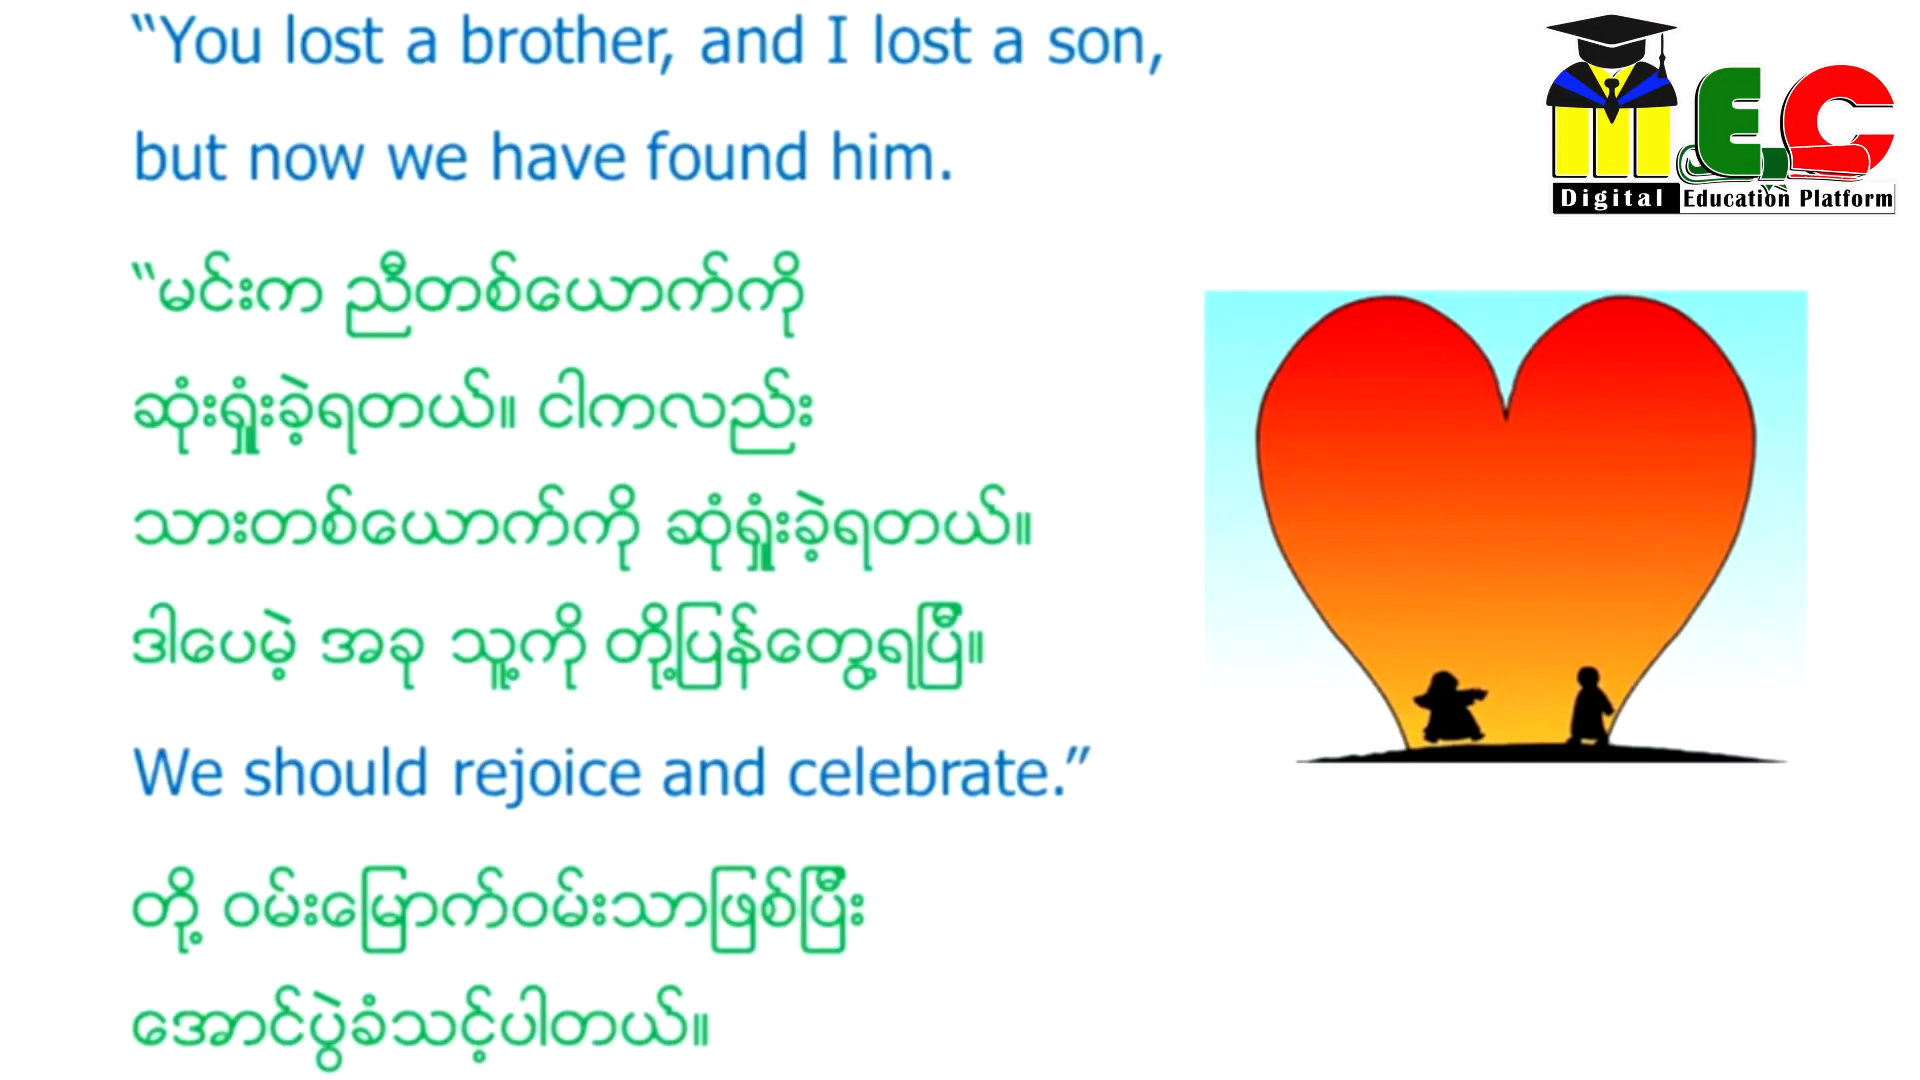 “You lost a brother, and I lost a son,
but now we have found him.
“မင်းက ညီတစ်ယောက်ကို
ဆုံးရှုံးခဲ့ရတယ်။ ငါကလည်း
သားတစ်ယောက်ကို ဆုံရှုံးခဲ့ရတယ်။
ဒါပေမဲ့ အခု သူ့ကို တို့ပြန်တွေ့ရပြီ။
We should rejoice and celebrate.”
တို့ ဝမ်းမြောက်ဝမ်းသာဖြစ်ပြီး
အောင်ပွဲခံသင့်ပါတယ်။
MEC
Digital Education Platform